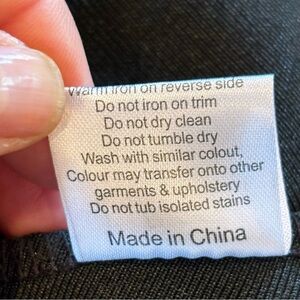 Warm iron on reverse side
Do not iron on trim
Do not dry clean
Do not tumble dry
Wash with similar colout,
Colour may transfer onto other
garments & upholstery
Do not tub isolated stains
Made in China